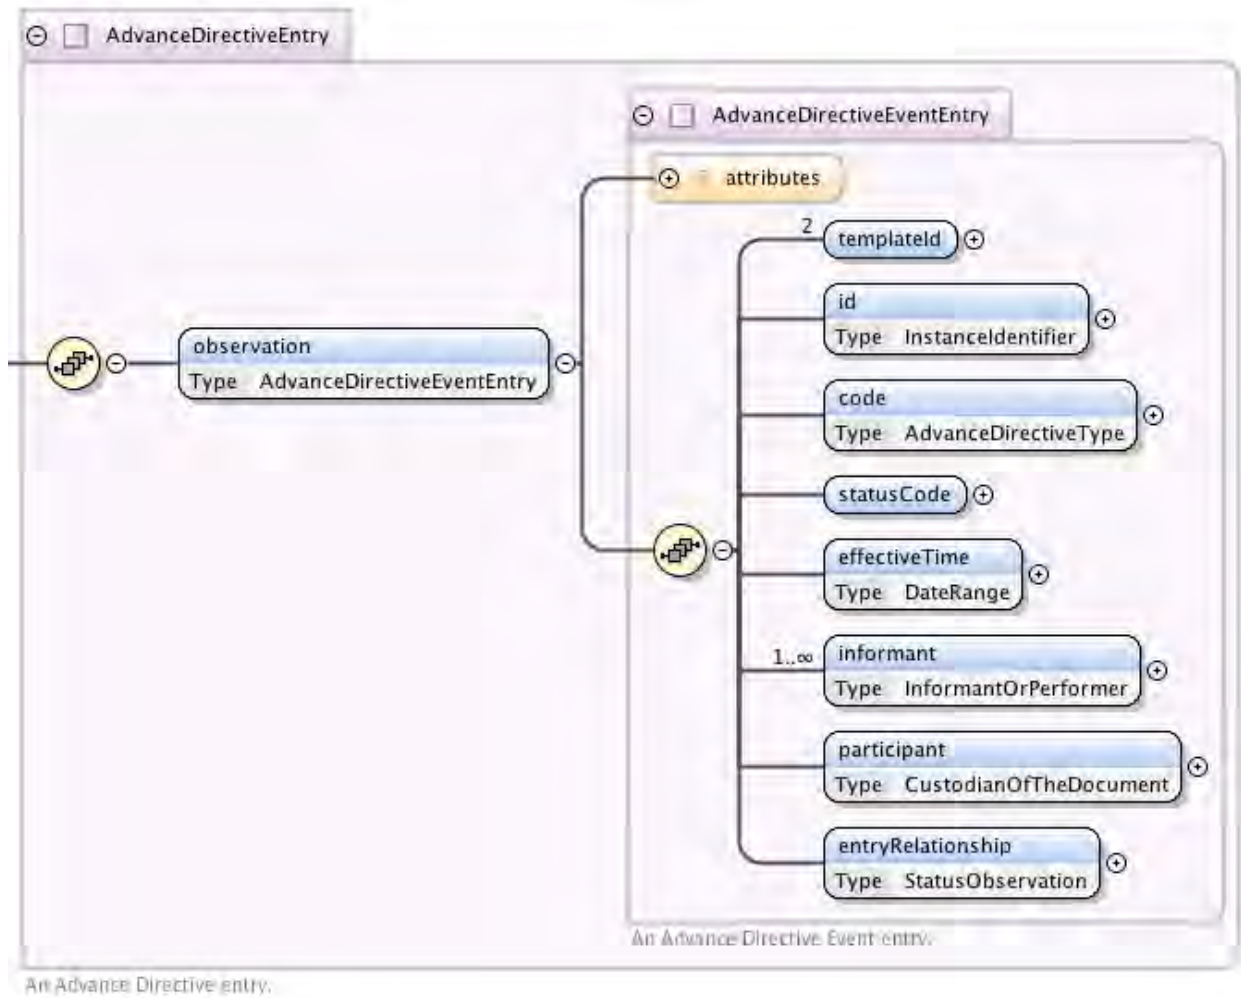 AdvanceDirectiveEntry
AdvanceDirectiveEventEntry
attributes
2
templateId
id
Type InstanceIdentifier
code
Type AdvanceDirectiveType
statusCode
observation
Type AdvanceDirectiveEventEntry
effectiveTime
Type DateRange
1..∞
informant
Type InformantOrPerformer
participant
Type CustodianOfTheDocument
entryRelationship
Type StatusObservation
An Advance Directive Event entry.
An Advance Directive entry.